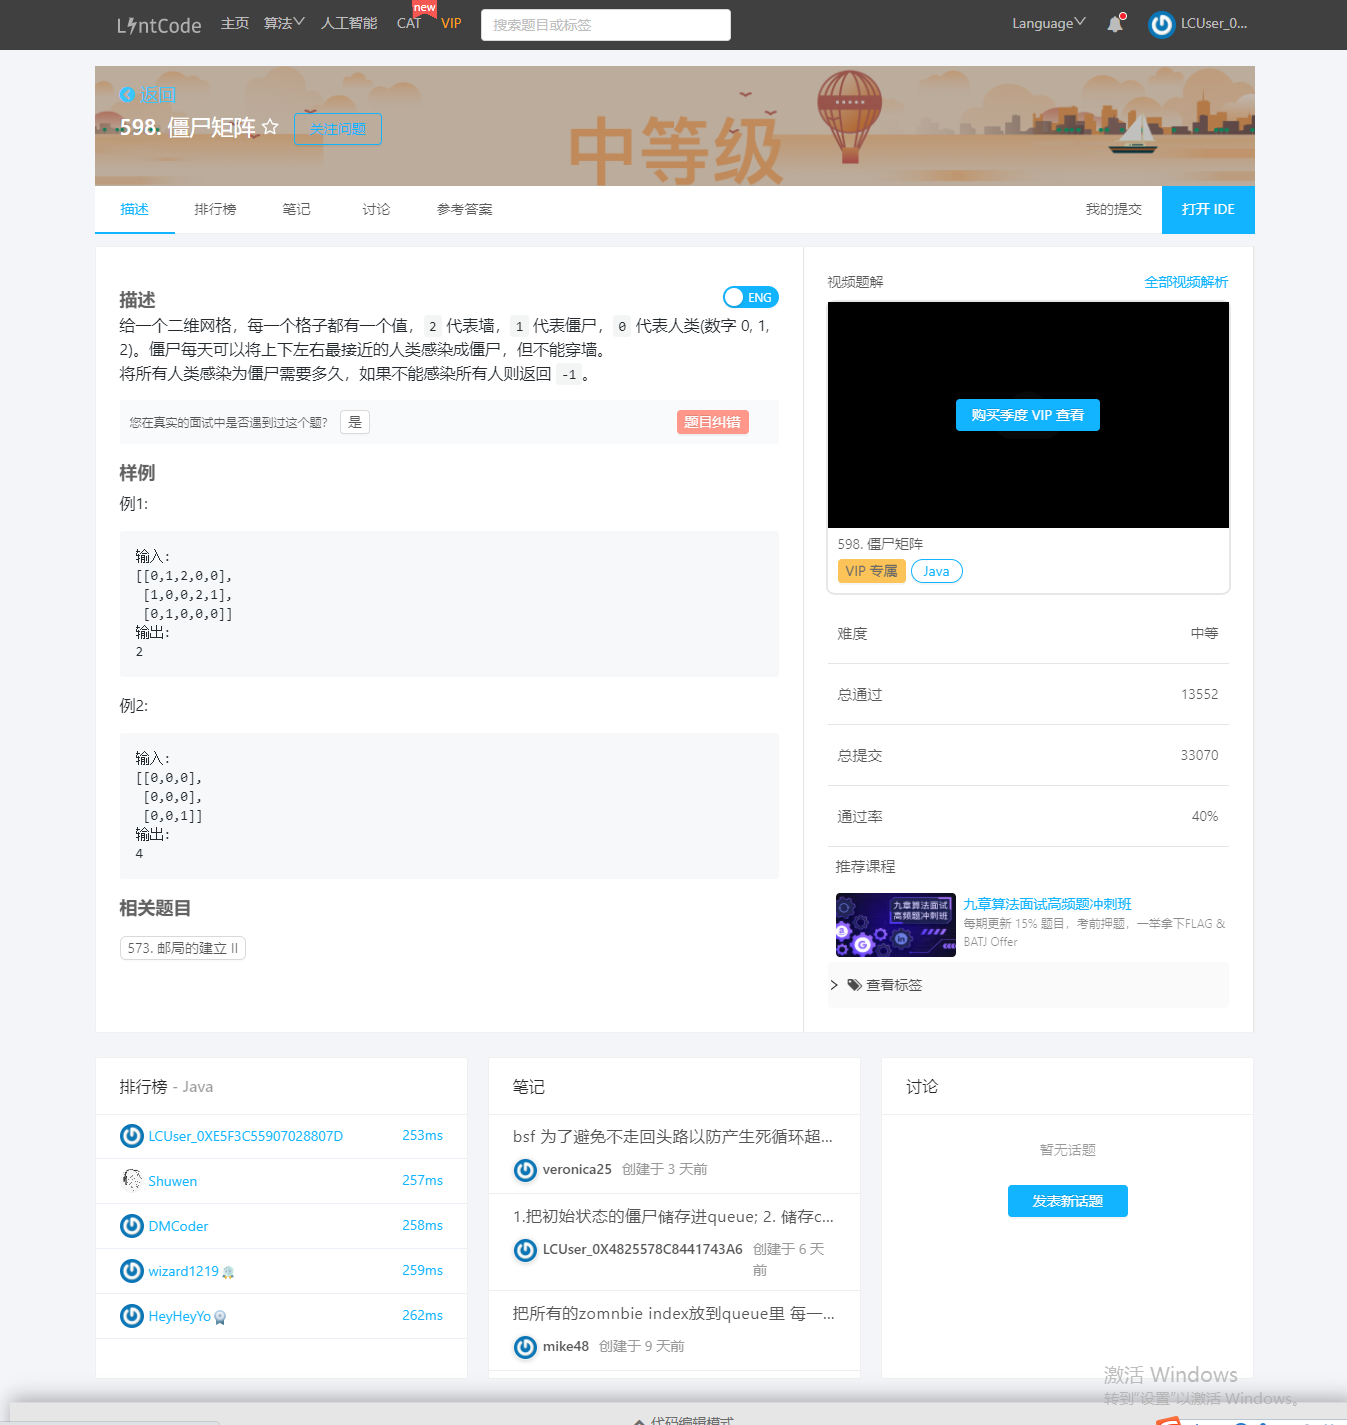 LintCode 主页 算法 人工智能 CAT new VIP 搜索题目或标签 Language LCUser_0...
返回
598. 僵尸矩阵 关注问题
中等级
描述 排行榜 笔记 讨论 参考答案 我的提交 打开 IDE
描述 ENG
给一个二维网格，每一个格子都有一个值，2 代表墙，1 代表僵尸，0 代表人类(数字 0, 1,
2)。僵尸每天可以将上下左右最接近的人类感染成僵尸，但不能穿墙。
将所有人类感染为僵尸需要多久，如果不能感染所有人则返回 -1。
您在真实的面试中是否遇到过这个题? 是 题目纠错
样例
例1:
输入:
[[0,1,2,0,0],
[1,0,0,2,1],
[0,1,0,0,0]]
输出:
2
例2:
输入:
[[0,0,0],
[0,0,0],
[0,0,1]]
输出:
4
相关题目
573. 邮局的建立 II
视频题解 全部视频解析
购买季度 VIP 查看
598. 僵尸矩阵
VIP 专属 Java
难度 中等
总通过 13552
总提交 33070
通过率 40%
推荐课程
九章算法面试
高频题冲刺班
九章算法面试高频题冲刺班
每期更新 15% 题目，考前押题，一举拿下FLAG &
BATJ Offer
查看标签
排行榜 - Java
LCUser_0XE5F3C55907028807D 253ms
Shuwen 257ms
DMCoder 258ms
wizard1219 259ms
HeyHeyYo 262ms
笔记
bsf 为了避免不走回头路以防产生死循环超...
veronica25 创建于 3 天前
1.把初始状态的僵尸储存进queue; 2. 储存c...
LCUser_0X4825578C8441743A6 创建于 6 天
前
把所有的zomnbie index放到queue里 每一...
mike48 创建于 9 天前
讨论
暂无话题
发表新话题
激活 Windows
转到"设置"以激活 Windows。
代码编辑模式